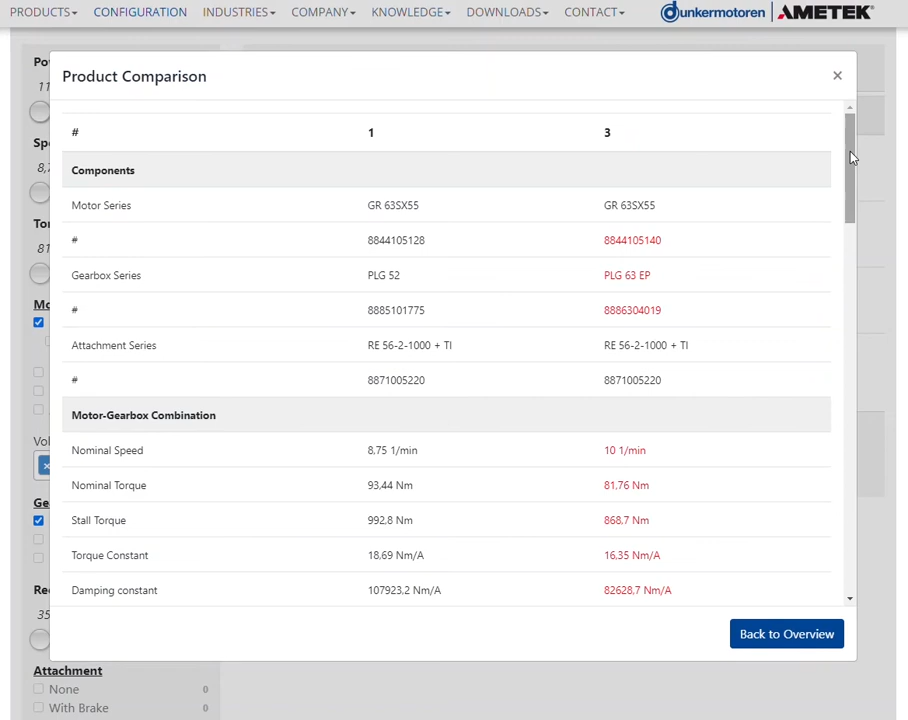 PRODUCTS CONFIGURATION INDUSTRIES COMPANY KNOWLEDGE DOWNLOADS CONTACT dunkermotoren AMETEK®
Product Comparison ×
# 1 3
Components
Motor Series GR 63SX55 GR 63SX55
# 8844105128 8844105140
Gearbox Series PLG 52 PLG 63 EP
# 8885101775 8886304019
Attachment Series RE 56-2-1000 + TI RE 56-2-1000 + TI
# 8871005220 8871005220
Motor-Gearbox Combination
Nominal Speed 8,75 1/min 10 1/min
Nominal Torque 93,44 Nm 81,76 Nm
Stall Torque 992,8 Nm 868,7 Nm
Torque Constant 18,69 Nm/A 16,35 Nm/A
Damping constant 107923,2 Nm/A 82628,7 Nm/A
Back to Overview
Attachment
None 0
With Brake 0